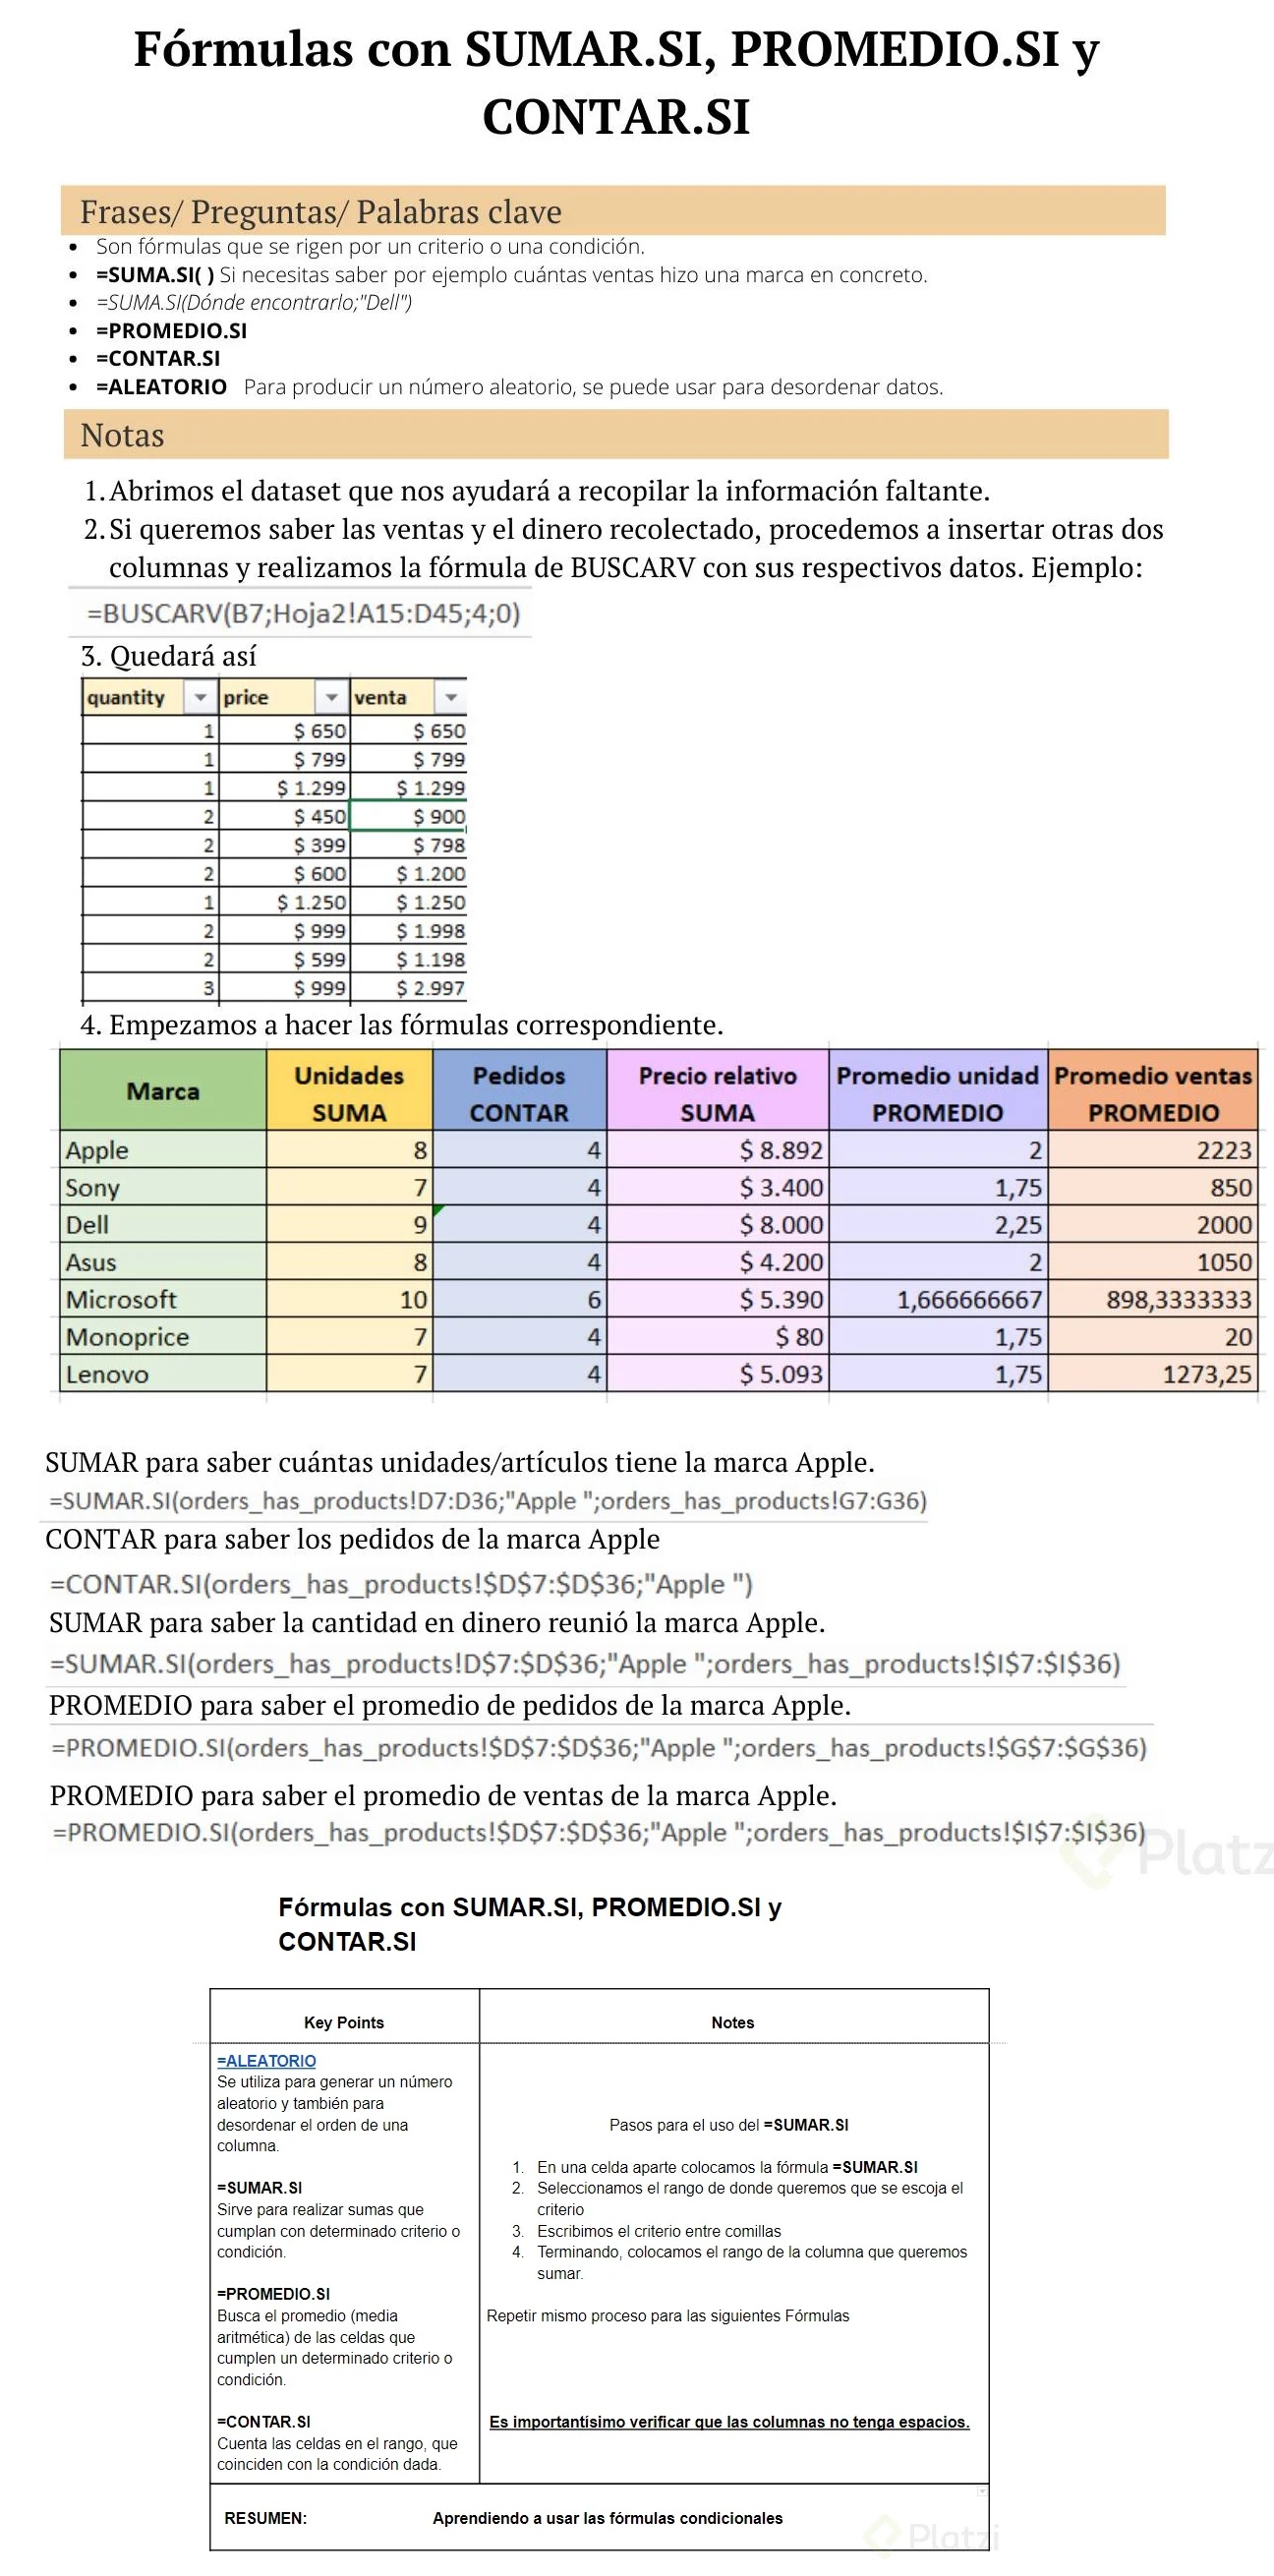 Fórmulas con SUMAR.SI, PROMEDIO.SI y
CONTAR.SI
Frases/ Preguntas/ Palabras clave
• Son fórmulas que se rigen por un criterio o una condición.
• =SUMA.SI( ) Si necesitas saber por ejemplo cuántas ventas hizo una marca en concreto.
• =SUMA.SI(Dónde encontrarlo;"Dell")
• =PROMEDIO.SI
• =CONTAR.SI
• =ALEATORIO Para producir un número aleatorio, se puede usar para desordenar datos.
Notas
1. Abrimos el dataset que nos ayudará a recopilar la información faltante.
2. Si queremos saber las ventas y el dinero recolectado, procedemos a insertar otras dos
columnas y realizamos la fórmula de BUSCARV con sus respectivos datos. Ejemplo:
=BUSCARV(B7;Hoja2!A15:D45;4;0)
3. Quedará así
quantity price venta
1 $ 650 $ 650
1 $ 799 $ 799
1 $ 1.299 $ 1.299
2 $ 450 $ 900
2 $ 399 $ 798
2 $ 600 $ 1.200
1 $ 1.250 $ 1.250
2 $ 999 $ 1.998
2 $ 599 $ 1.198
3 $ 999 $ 2.997
4. Empezamos a hacer las fórmulas correspondiente.
Marca Unidades SUMA Pedidos CONTAR Precio relativo SUMA Promedio unidad PROMEDIO Promedio ventas PROMEDIO
Apple 8 4 $ 8.892 2 2223
Sony 7 4 $ 3.400 1,75 850
Dell 9 4 $ 8.000 2,25 2000
Asus 8 4 $ 4.200 2 1050
Microsoft 10 6 $ 5.390 1,666666667 898,3333333
Monoprice 7 4 $ 80 1,75 20
Lenovo 7 4 $ 5.093 1,75 1273,25
SUMAR para saber cuántas unidades/artículos tiene la marca Apple.
=SUMAR.SI(orders_has_products!D7:D36;"Apple ";orders_has_products!G7:G36)
CONTAR para saber los pedidos de la marca Apple
=CONTAR.SI(orders_has_products!$D$7:$D$36;"Apple ")
SUMAR para saber la cantidad en dinero reunió la marca Apple.
=SUMAR.SI(orders_has_products!D$7:$D$36;"Apple ";orders_has_products!$I$7:$I$36)
PROMEDIO para saber el promedio de pedidos de la marca Apple.
=PROMEDIO.SI(orders_has_products!$D$7:$D$36;"Apple ";orders_has_products!$G$7:$G$36)
PROMEDIO para saber el promedio de ventas de la marca Apple.
=PROMEDIO.SI(orders_has_products!$D$7:$D$36;"Apple ";orders_has_products!$I$7:$I$36)
Platz
Fórmulas con SUMAR.SI, PROMEDIO.SI y
CONTAR.SI
Key Points
=ALEATORIO
Se utiliza para generar un número
aleatorio y también para
desordenar el orden de una
columna.
=SUMAR.SI
Sirve para realizar sumas que
cumplan con determinado criterio o
condición.
=PROMEDIO.SI
Busca el promedio (media
aritmética) de las celdas que
cumplen un determinado criterio o
condición.
=CONTAR.SI
Cuenta las celdas en el rango, que
coinciden con la condición dada.
Notes
Pasos para el uso del =SUMAR.SI
1. En una celda aparte colocamos la fórmula =SUMAR.SI
2. Seleccionamos el rango de donde queremos que se escoja el
criterio
3. Escribimos el criterio entre comillas
4. Terminando, colocamos el rango de la columna que queremos
sumar.
Repetir mismo proceso para las siguientes Fórmulas
Es importantísimo verificar que las columnas no tenga espacios.
RESUMEN: Aprendiendo a usar las fórmulas condicionales
Platzi